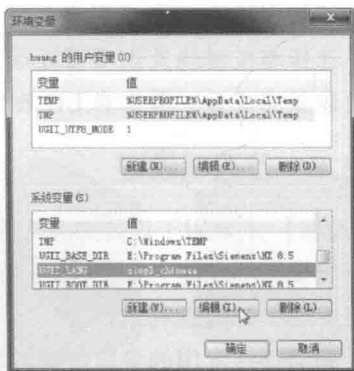 环境变量
huang 的用户变量(U)
变量 值
TEMP %USERPROFILE%\AppData\Local\Temp
TMP %USERPROFILE%\AppData\Local\Temp
UGII_UTF8_MODE 1
新建(N)... 编辑(E)... 删除(D)
系统变量(S)
变量 值
TMP C:\Windows\TEMP
UGII_BASE_DIR E:\Program Files\Siemens\NX 8.5
UGII_LANG simpl_chinese
UGII_ROOT_DIR E:\Program Files\Siemens\NX 8.5
新建(W)... 编辑(I)... 删除(L)
确定 取消